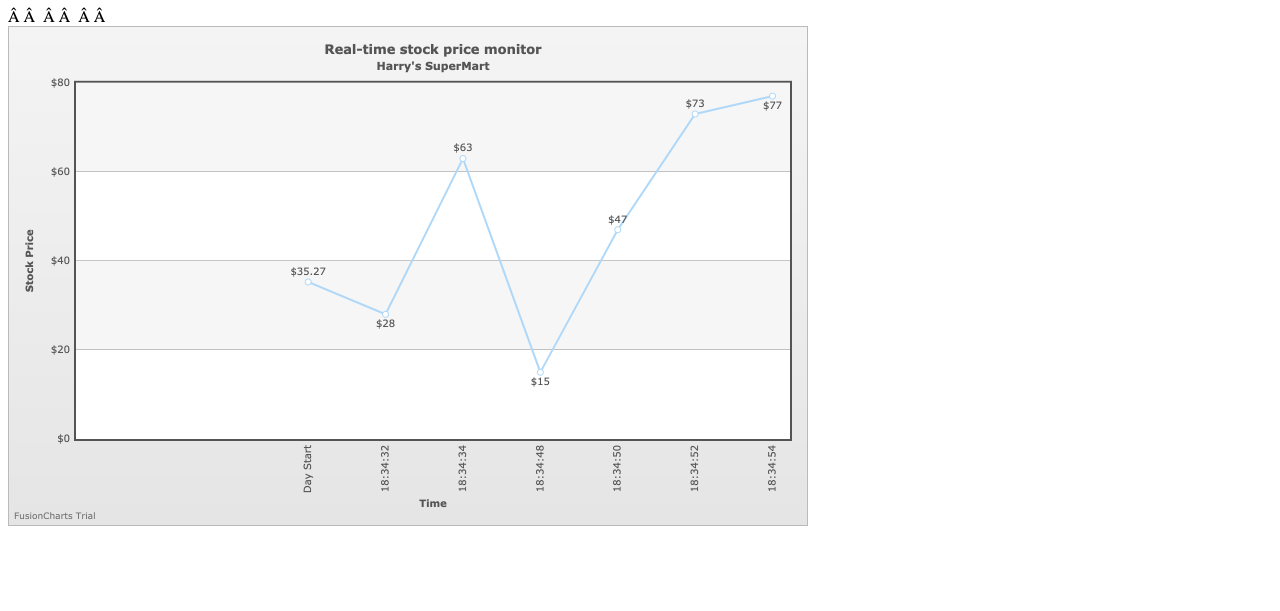 Â Â  Â Â  Â Â
Real-time stock price monitor
Harry's SuperMart
Stock Price
$80
$60
$40
$20
$0
$35.27
$28
$63
$15
$47
$73
$77
Day Start
18:34:32
18:34:34
18:34:48
18:34:50
18:34:52
18:34:54
Time
FusionCharts Trial